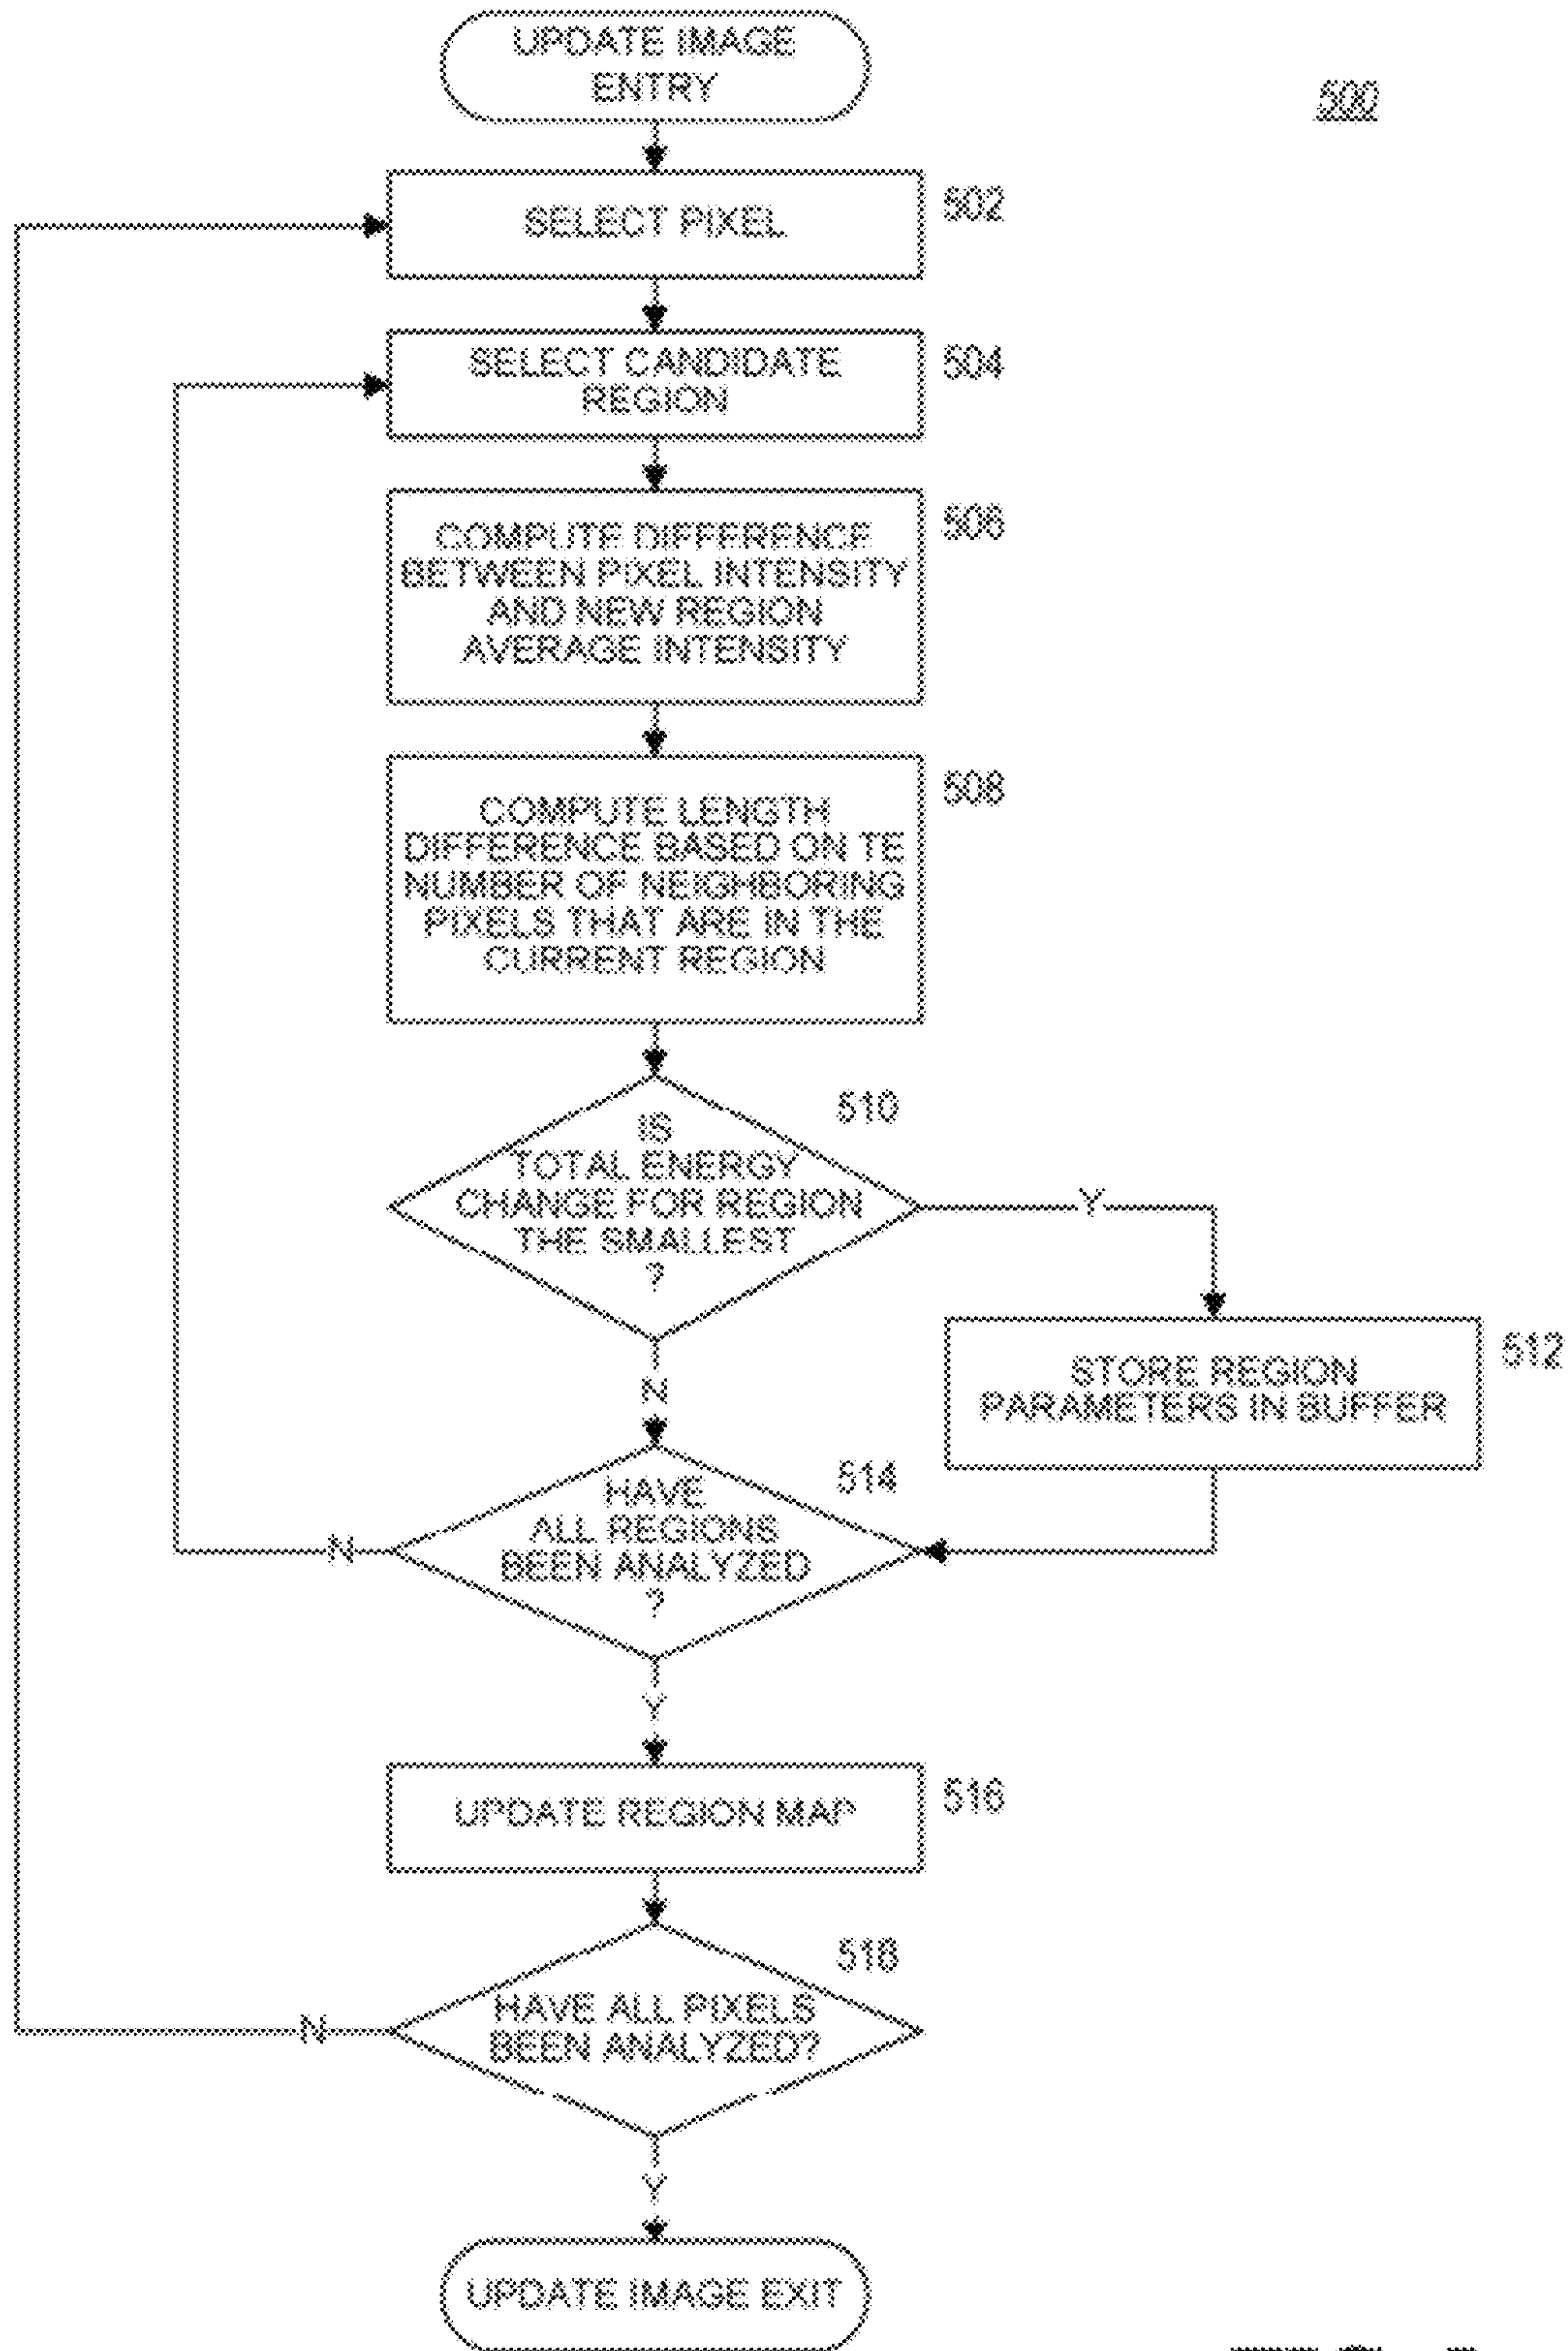 UPDATE IMAGE
ENTRY
500
SELECT PIXEL
502
SELECT CANDIDATE
REGION
504
COMPUTE DIFFERENCE
BETWEEN PIXEL INTENSITY
AND NEW REGION
AVERAGE INTENSITY
506
COMPUTE LENGTH
DIFFERENCE BASED ON TE
NUMBER OF NEIGHBORING
PIXELS THAT ARE IN THE
CURRENT REGION
508
IS
TOTAL ENERGY
CHANGE FOR REGION
THE SMALLEST
?
510
Y
N
STORE REGION
PARAMETERS IN BUFFER
512
HAVE
ALL REGIONS
BEEN ANALYZED
?
514
N
Y
UPDATE REGION MAP
516
HAVE ALL PIXELS
BEEN ANALYZED?
518
N
Y
UPDATE IMAGE EXIT